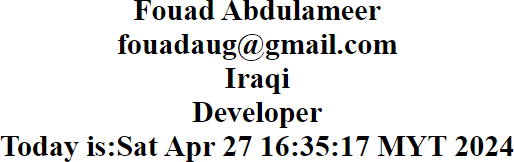 Fouad Abdulameer
fouadaug@gmail.com
Iraqi
Developer
Today is:Sat Apr 27 16:35:17 MYT 2024